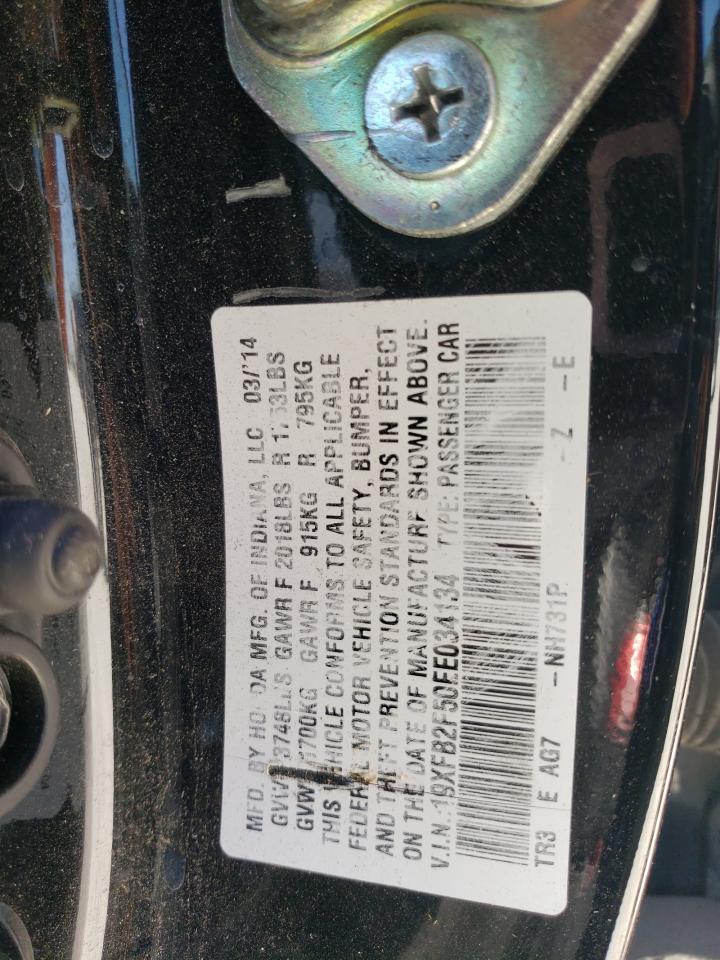 MFD. BY HONDA MFG. OF INDIANA, LLC 03/'14
GVWR 3748LBS GAWR F 2018LBS R 1753LBS
GVWR 1700KG GAWR F 915KG R 795KG
THIS VEHICLE CONFORMS TO ALL APPLICABLE
FEDERAL MOTOR VEHICLE SAFETY, BUMPER,
AND THEFT PREVENTION STANDARDS IN EFFECT
ON THE DATE OF MANUFACTURE SHOWN ABOVE.
V.I.N.:19XFB2F50EE034134 TYPE: PASSENGER CAR
TR3 E AG7 -NH731P -Z -E